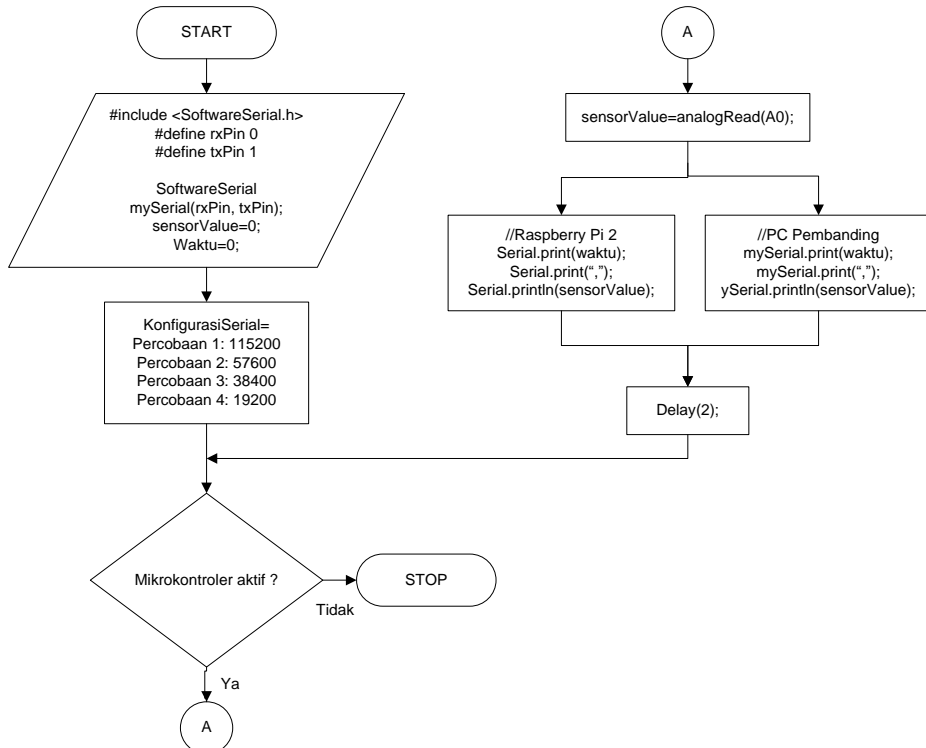 START
#include <SoftwareSerial.h>
#define rxPin 0
#define txPin 1
SoftwareSerial
mySerial(rxPin, txPin);
sensorValue=0;
Waktu=0;
KonfigurasiSerial=
Percobaan 1: 115200
Percobaan 2: 57600
Percobaan 3: 38400
Percobaan 4: 19200
Mikrokontroler aktif ?
Tidak
STOP
Ya
A
A
sensorValue=analogRead(A0);
//Raspberry Pi 2
Serial.print(waktu);
Serial.print(“,”);
Serial.println(sensorValue);
//PC Pembanding
mySerial.print(waktu);
mySerial.print(“,”);
ySerial.println(sensorValue);
Delay(2);